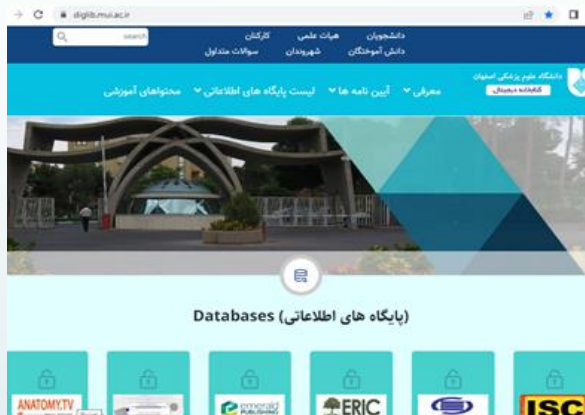 diglib.mui.ac.ir
دانشجویان هیات علمی کارکنان
دانش آموختگان شهروندان سوالات متداول
search
دانشگاه علوم پزشکی اصفهان
کتابخانه دیجیتال
معرفی آیین نامه ها لیست پایگاه های اطلاعاتی محتواهای آموزشی
(پایگاه های اطلاعاتی) Databases
ANATOMY.TV
emerald
PUBLISHING
ERIC
ISC